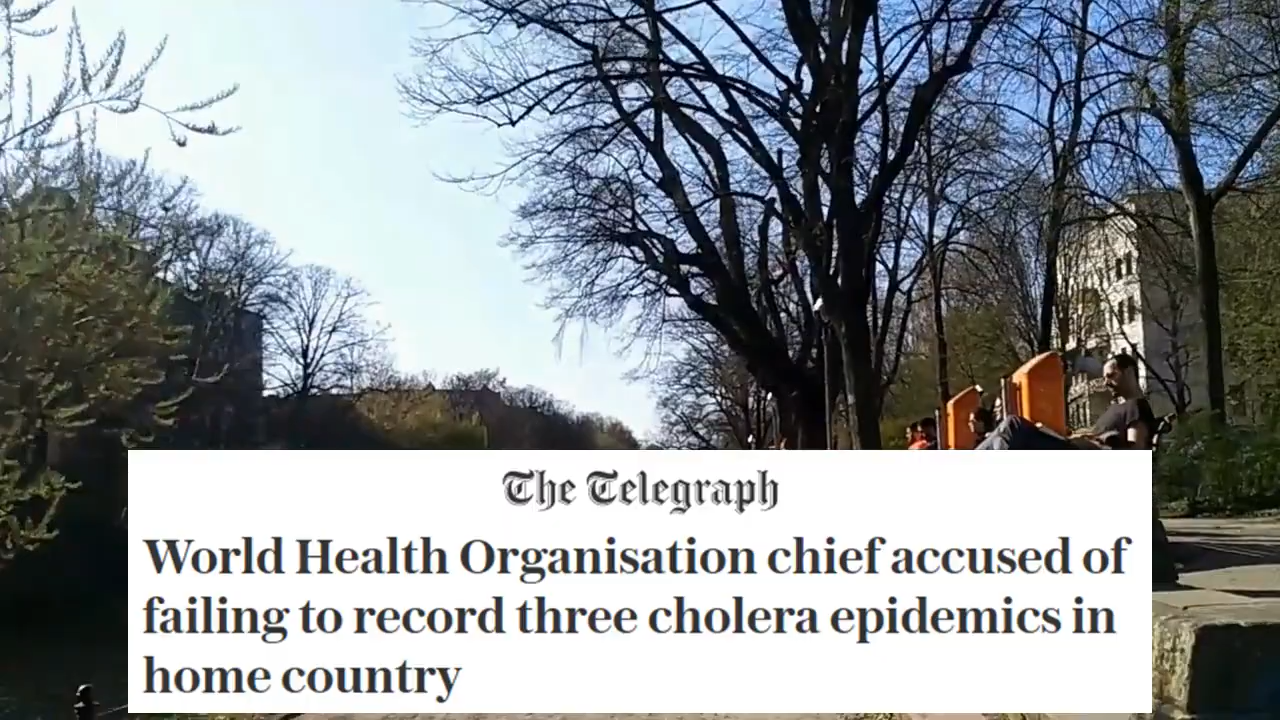 The Telegraph
World Health Organisation chief accused of
failing to record three cholera epidemics in
home country